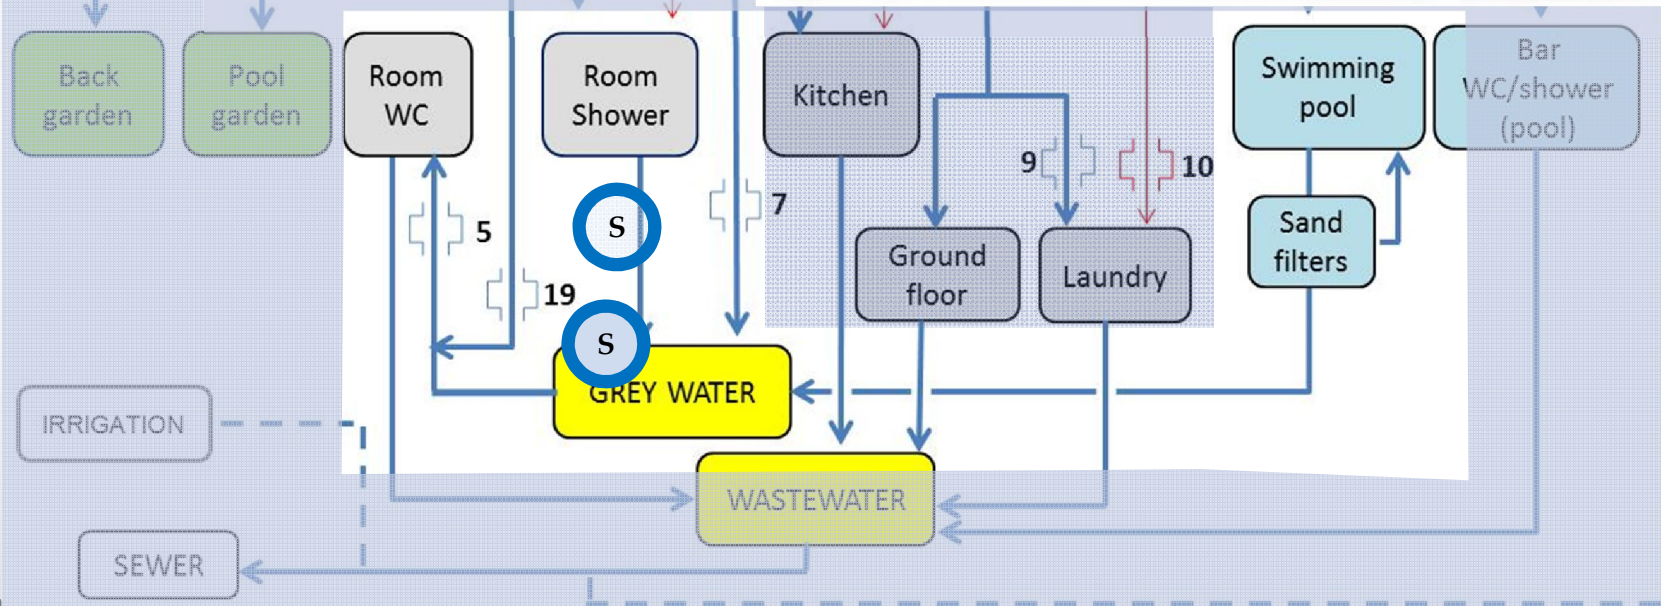 Back
garden
Pool
garden
Room
WC
Room
Shower
Kitchen
Swimming
pool
Bar
WC/shower
(pool)
9
10
S
7
5
Sand
filters
Ground
floor
Laundry
19
S
GREY WATER
IRRIGATION
WASTEWATER
SEWER